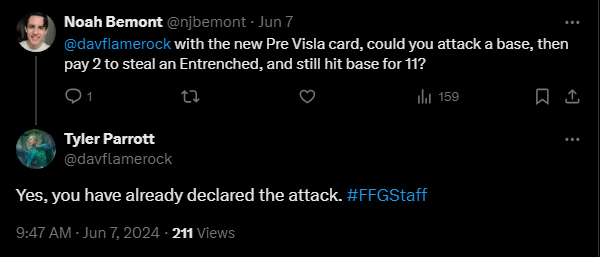 Noah Bemont @njbemont · Jun 7
@davflamerock with the new Pre Visla card, could you attack a base, then
pay 2 to steal an Entrenched, and still hit base for 11?
1 159
Tyler Parrott
@davflamerock
Yes, you have already declared the attack. #FFGStaff
9:47 AM · Jun 7, 2024 · 211 Views